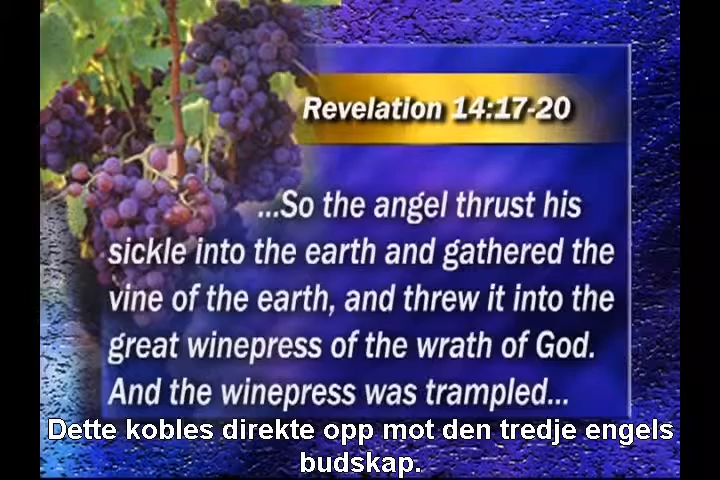 Revelation 14:17-20
...So the angel thrust his
sickle into the earth and gathered the
vine of the earth, and threw it into the
great winepress of the wrath of God.
And the winepress was trampled...
Dette kobles direkte opp mot den tredje engels
budskap.